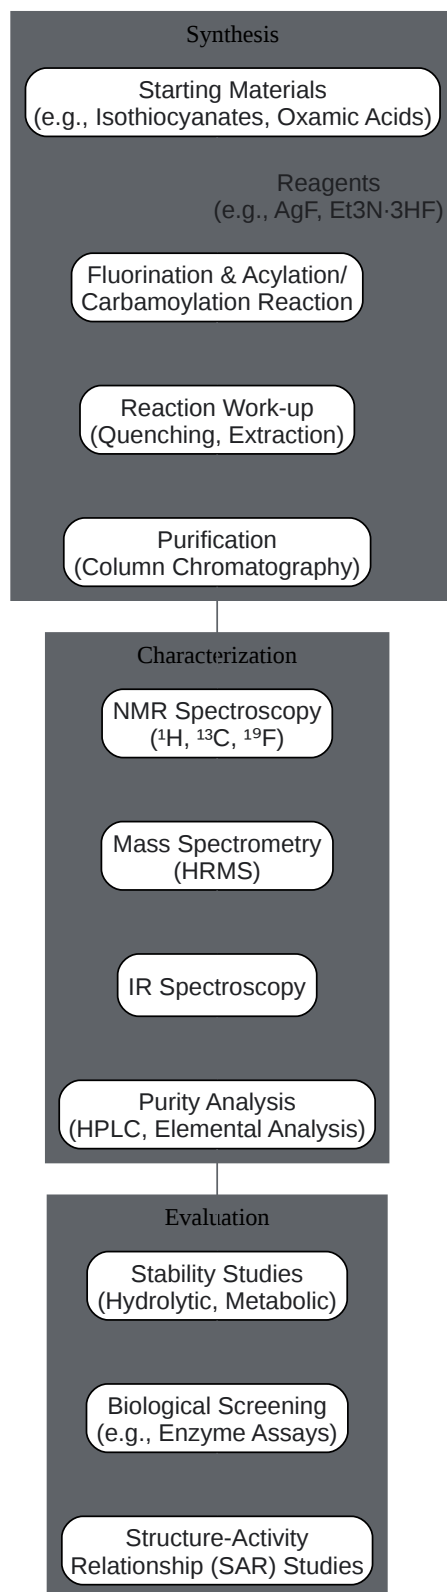 Synthesis
Starting Materials
(e.g., Isothiocyanates, Oxamic Acids)
Reagents
(e.g., AgF, Et3N·3HF)
Fluorination & Acylation/
Carbamoylation Reaction
Reaction Work-up
(Quenching, Extraction)
Purification
(Column Chromatography)
Characterization
NMR Spectroscopy
(¹H, ¹³C, ¹⁹F)
Mass Spectrometry
(HRMS)
IR Spectroscopy
Purity Analysis
(HPLC, Elemental Analysis)
Evaluation
Stability Studies
(Hydrolytic, Metabolic)
Biological Screening
(e.g., Enzyme Assays)
Structure-Activity
Relationship (SAR) Studies